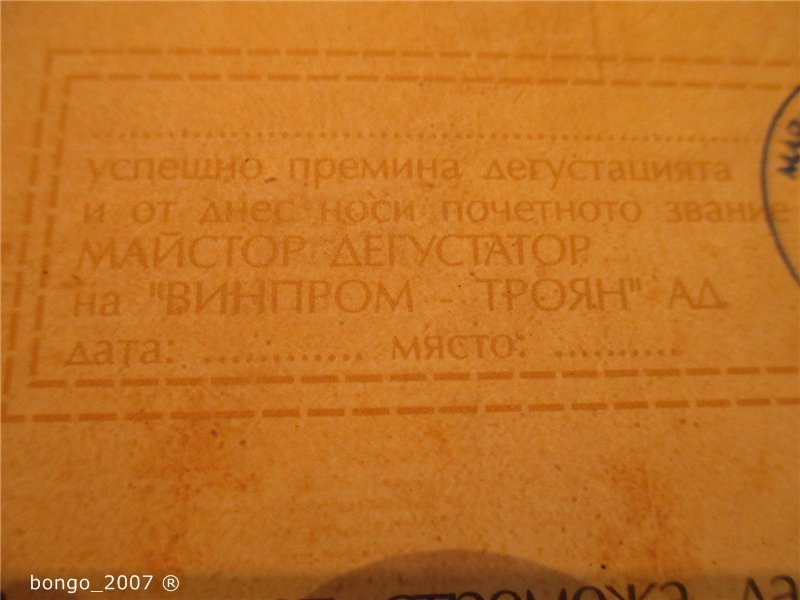 ..........................................................
успешно премина дегустацията
и от днес носи почетното звание
МАЙСТОР ДЕГУСТАТОР
на "ВИНПРОМ - ТРОЯН" АД.
дата: ............ място: ..........
bongo_2007 ®